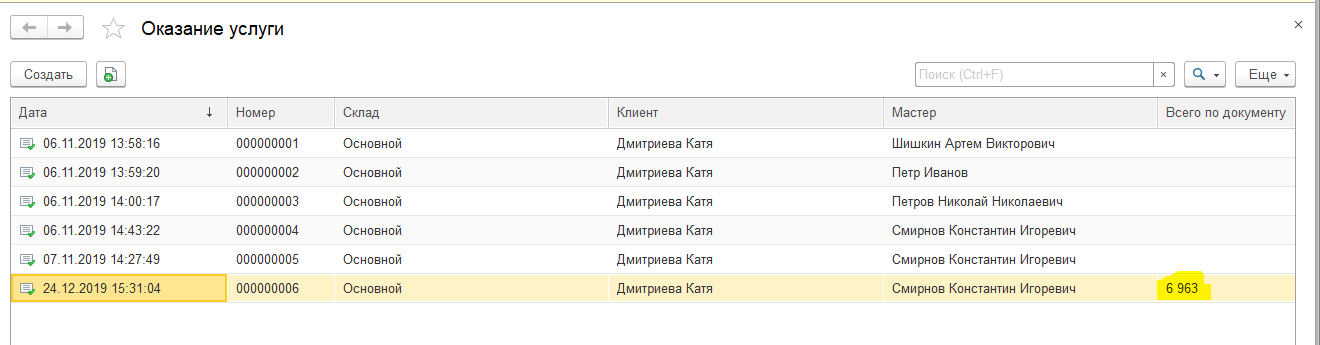 Оказание услуги
Создать Поиск (Ctrl+F) × Еще
Дата ↓ Номер Склад Клиент Мастер Всего по документу
06.11.2019 13:58:16 000000001 Основной Дмитриева Катя Шишкин Артем Викторович
06.11.2019 13:59:20 000000002 Основной Дмитриева Катя Петр Иванов
06.11.2019 14:00:17 000000003 Основной Дмитриева Катя Петров Николай Николаевич
06.11.2019 14:43:22 000000004 Основной Дмитриева Катя Смирнов Константин Игоревич
07.11.2019 14:27:49 000000005 Основной Дмитриева Катя Смирнов Константин Игоревич
24.12.2019 15:31:04 000000006 Основной Дмитриева Катя Смирнов Константин Игоревич 6 963